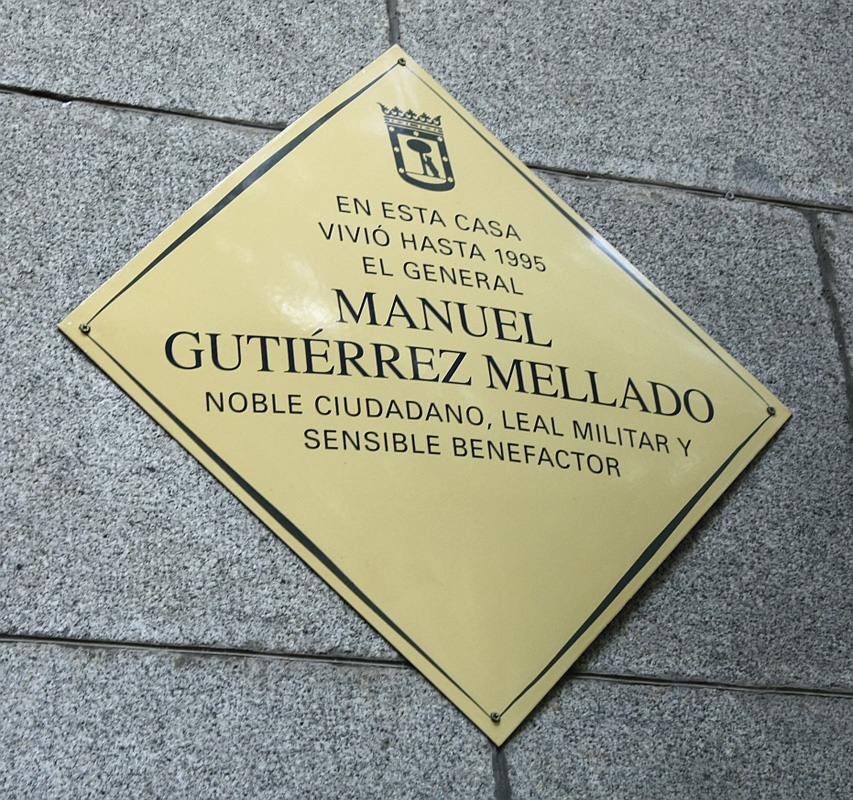 EN ESTA CASA
VIVIÓ HASTA 1995
EL GENERAL
MANUEL
GUTIÉRREZ MELLADO
NOBLE CIUDADANO, LEAL MILITAR Y
SENSIBLE BENEFACTOR